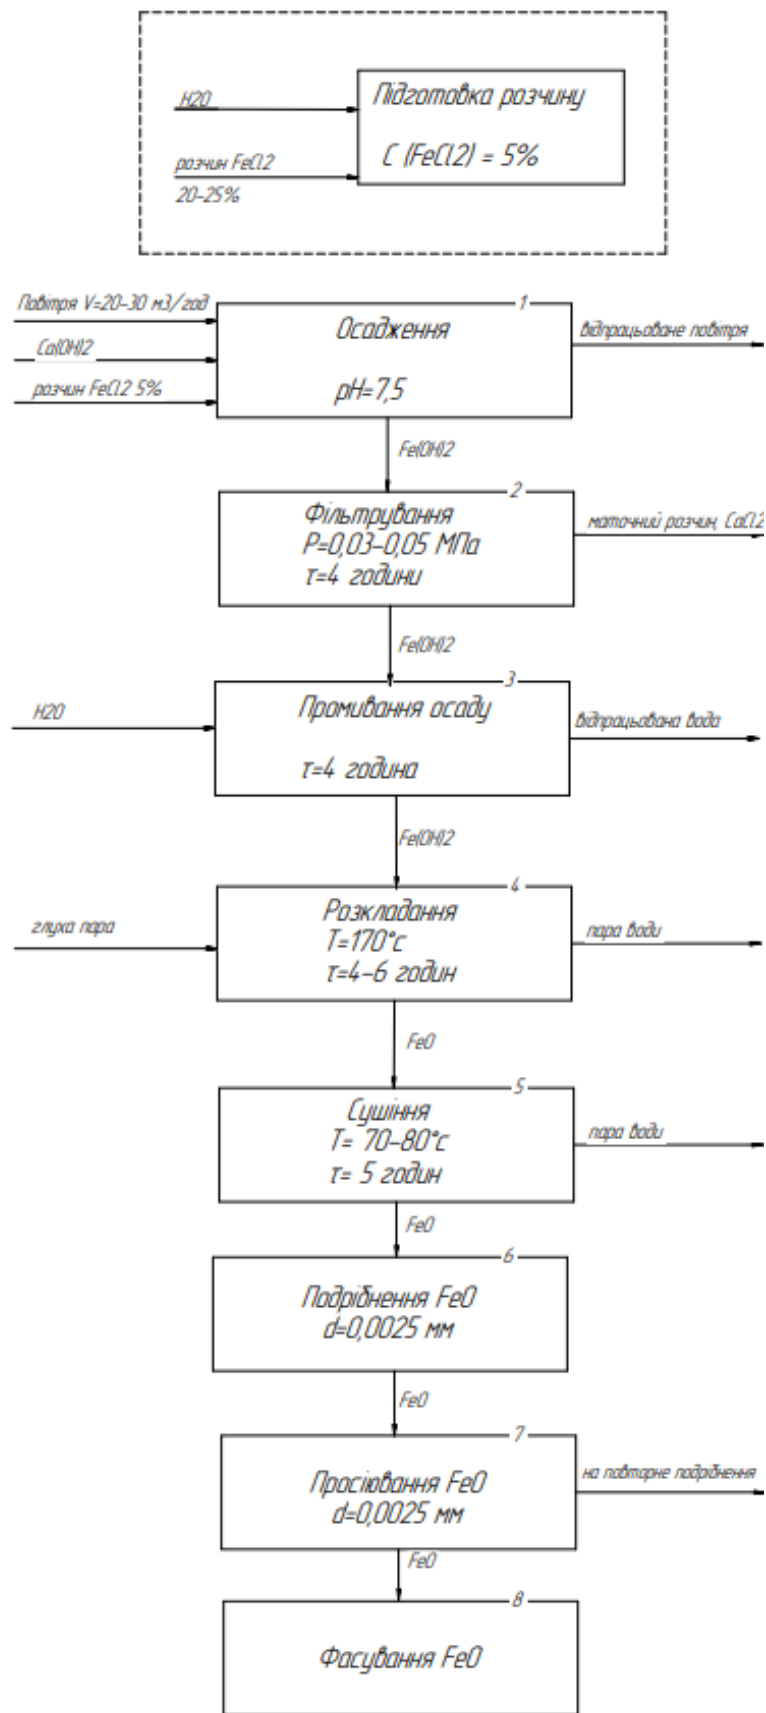 H2O
Підготовка розчину
C (FeCl2) = 5%
розчин FeCl2
20-25%
Повітря V=20-30 м3/год
1
Осадження
відпрацьоване повітря
Ca(OH)2
розчин FeCl2 5%
pH=7,5
Fe(OH)2
2
Фільтрування
P=0,03-0,05 МПа
τ=4 години
маточний розчин, CaCl2
Fe(OH)2
3
H2O
Промивання осаду
відпрацьована вода
τ=4 година
Fe(OH)2
4
глуха пара
Розкладання
T=170°c
τ=4-6 годин
пара води
FeO
5
Сушіння
T= 70-80°c
τ= 5 годин
пара води
FeO
6
Подрібнення FeO
d=0,0025 мм
FeO
7
Просіювання FeO
d=0,0025 мм
на повторне подрібнення
FeO
8
Фасування FeO